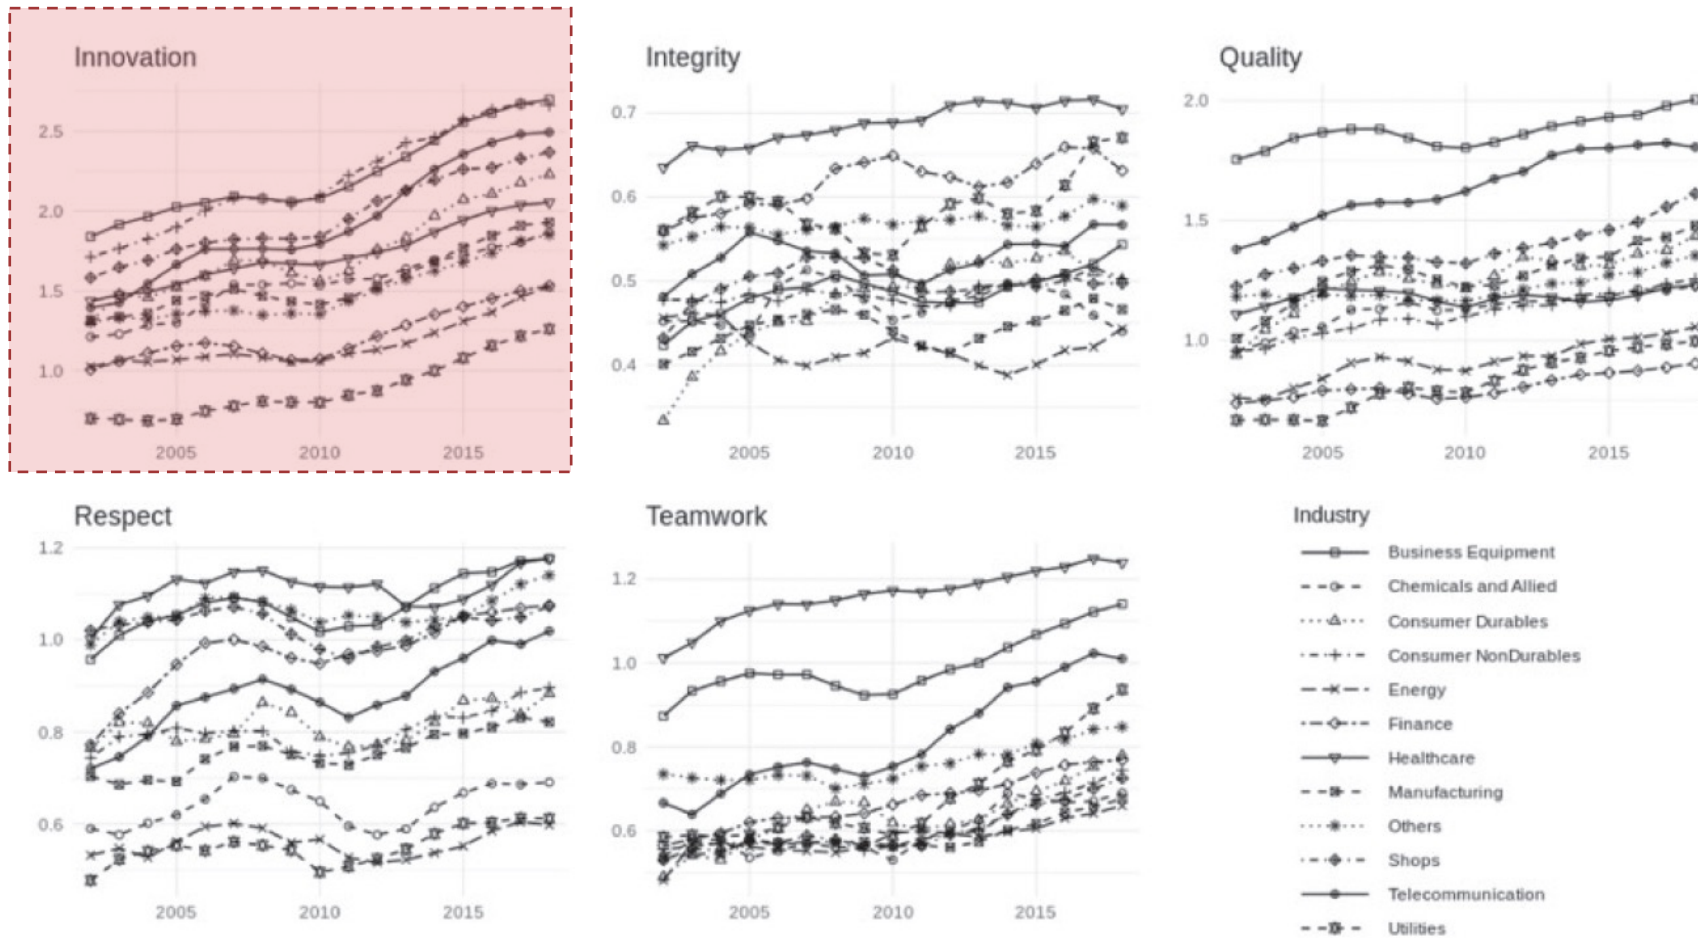 Innovation
2.5
2.0
1.5
1.0
2005 2010 2015
Integrity
0.7
0.6
0.5
0.4
2005 2010 2015
Quality
2.0
1.5
1.0
2005 2010 2015
Respect
1.2
1.0
0.8
0.6
2005 2010 2015
Teamwork
1.2
1.0
0.8
0.6
2005 2010 2015
Industry
Business Equipment
Chemicals and Allied
Consumer Durables
Consumer NonDurables
Energy
Finance
Healthcare
Manufacturing
Others
Shops
Telecommunication
Utilities